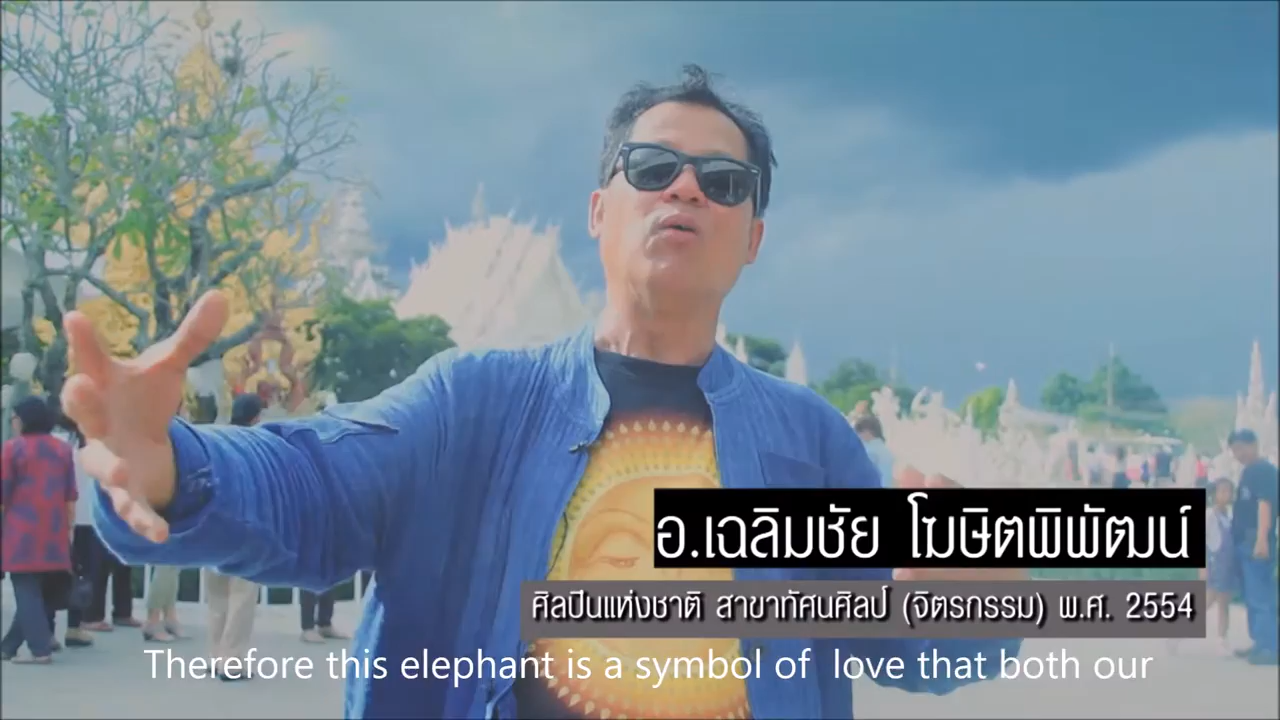 อ.เฉลิมชัย โฆษิตพิพัฒน์
ศิลปินแห่งชาติ สาขาทัศนศิลป์ (จิตรกรรม) พ.ศ. 2554
Therefore this elephant is a symbol of love that both our